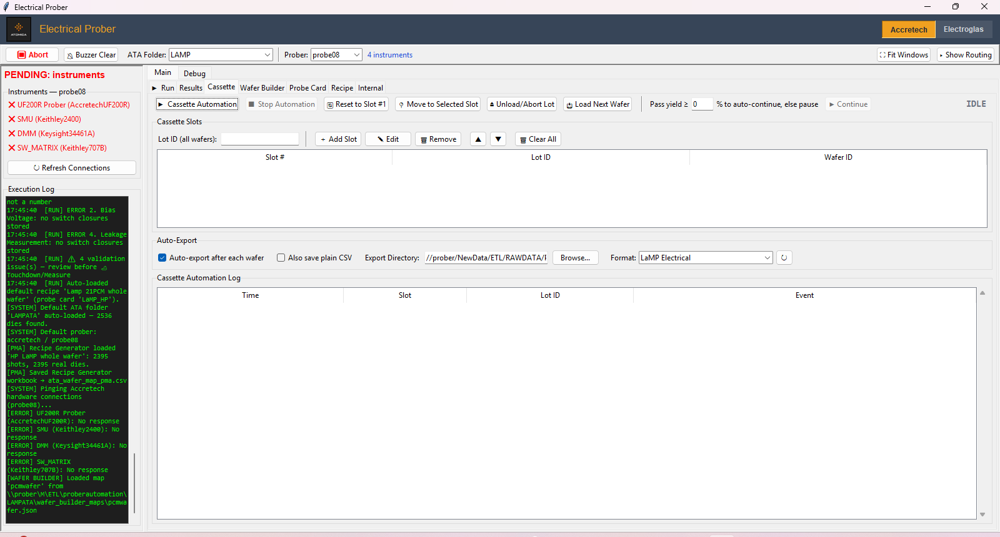 Electrical Prober
ATOMICA
Electrical Prober
Accretech
Electroglas
Abort
Buzzer Clear
ATA Folder:
LAMP
Prober:
probe08
4 instruments
Fit Windows
Show Routing
PENDING: instruments
Instruments — probe08
UF200R Prober (AccretechUF200R)
SMU (Keithley2400)
DMM (Keysight34461A)
SW_MATRIX (Keithley707B)
Refresh Connections
Execution Log
not a number
17:45:40 [RUN] ERROR 2. Bias
Voltage: no switch closures
stored
17:45:40 [RUN] ERROR 4. Leakage
Measurement: no switch closures
stored
17:45:40 [RUN] ⚠ 4 validation
issue(s) — review before
Touchdown/Measure
17:45:40 [RUN] Auto-loaded
default recipe 'Lamp 21PCM whole
wafer' (probe card 'LaMP_HP').
[SYSTEM] Default ATA folder
'LAMPATA' auto-loaded — 2536
dies found.
[SYSTEM] Default prober:
accretech / probe08
[PMA] Recipe Generator loaded
'HP LaMP whole wafer': 2395
shots, 2395 real dies.
[PMA] Saved Recipe Generator
workbook → ata_wafer_map_pma.csv
[SYSTEM] Pinging Accretech
hardware connections
(probe08)...
[ERROR] UF200R Prober
(AccretechUF200R): No response
[ERROR] SMU (Keithley2400): No
response
[ERROR] DMM (Keysight34461A): No
response
[ERROR] SW_MATRIX
(Keithley707B): No response
[WAFER BUILDER] Loaded map
'pcmwafer' from
\\prober\M\ETL\proberautomation\
LAMPATA\wafer_builder_maps\pcmwa
fer.json
Main
Debug
Run
Results
Cassette
Wafer Builder
Probe Card
Recipe
Internal
Cassette Automation
Stop Automation
Reset to Slot #1
Move to Selected Slot
Unload/Abort Lot
Load Next Wafer
Pass yield ≥ 0 % to auto-continue, else pause
Continue
IDLE
Cassette Slots
Lot ID (all wafers):
+ Add Slot
Edit
Remove
▲
▼
Clear All
Slot #
Lot ID
Wafer ID
Auto-Export
Auto-export after each wafer
Also save plain CSV
Export Directory:
//prober/NewData/ETL/RAWDATA/
Browse...
Format:
LaMP Electrical
Cassette Automation Log
Time
Slot
Lot ID
Event